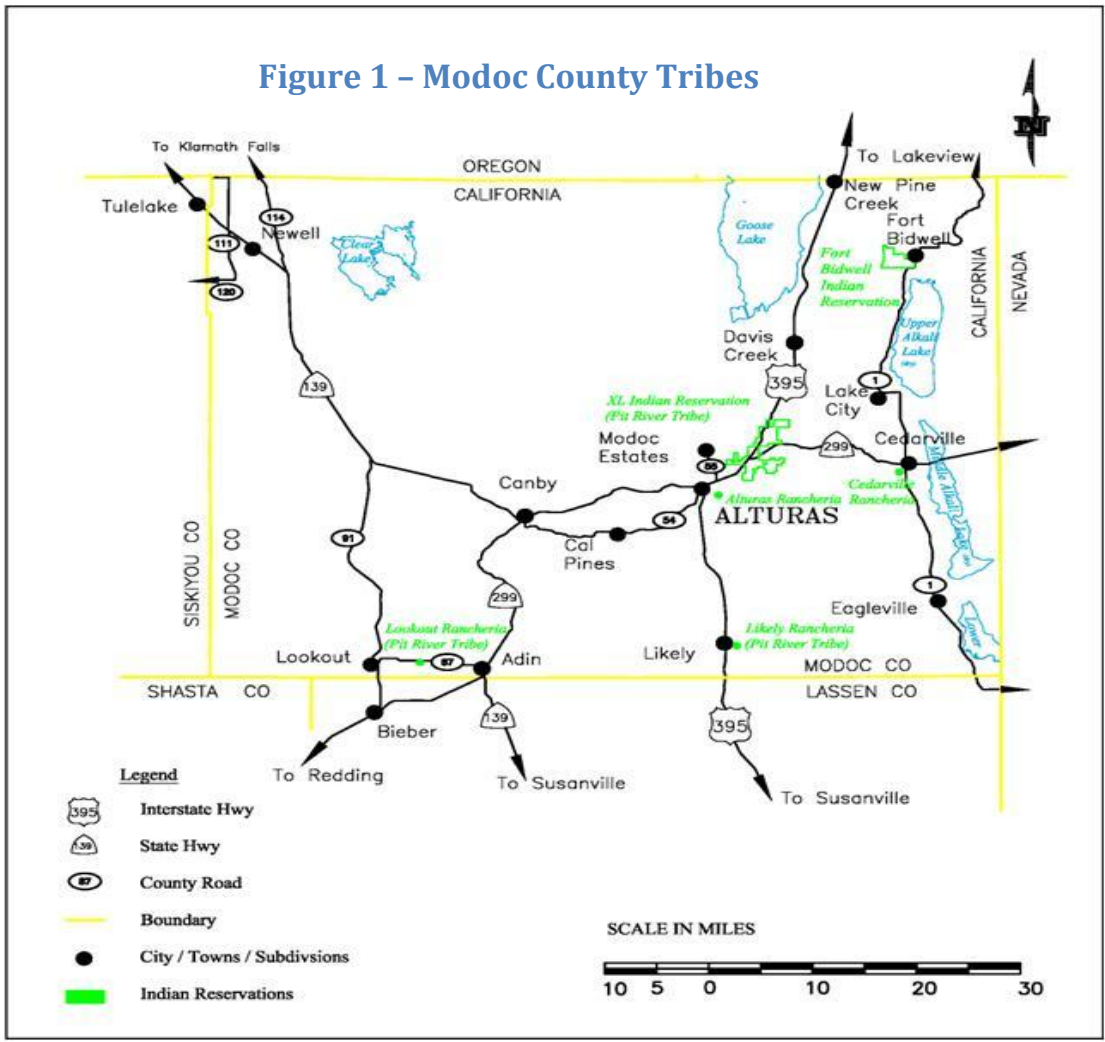 Figure 1 – Modoc County Tribes
N
To Klamath Falls
OREGON
CALIFORNIA
To Lakeview
Tulelake
114
Newell
111
120
Clear
Lake
Goose
Lake
New Pine
Creek
Fort
Bidwell
Fort
Bidwell
Indian
Reservation
CALIFORNIA
NEVADA
Upper
Alkali
Lake
Davis
Creek
139
395
1
Lake
City
XL Indian Reservation
(Pit River Tribe)
Modoc
Estates
55
299
Cedarville
Canby
Cedarville
Rancheria
Alturas Rancheria
ALTURAS
Middle Alkali Lake
54
Cal
Pines
91
SISKIYOU CO
MODOC CO
299
1
Eagleville
Lower
Lookout Rancheria
(Pit River Tribe)
Likely Rancheria
(Pit River Tribe)
Lookout
87
Adin
Likely
MODOC CO
SHASTA CO
LASSEN CO
Bieber
139
395
To Redding
To Susanville
To Susanville
Legend
395
Interstate Hwy
139
State Hwy
87
County Road
Boundary
City / Towns / Subdivsions
Indian Reservations
SCALE IN MILES
10 5 0 10 20 30